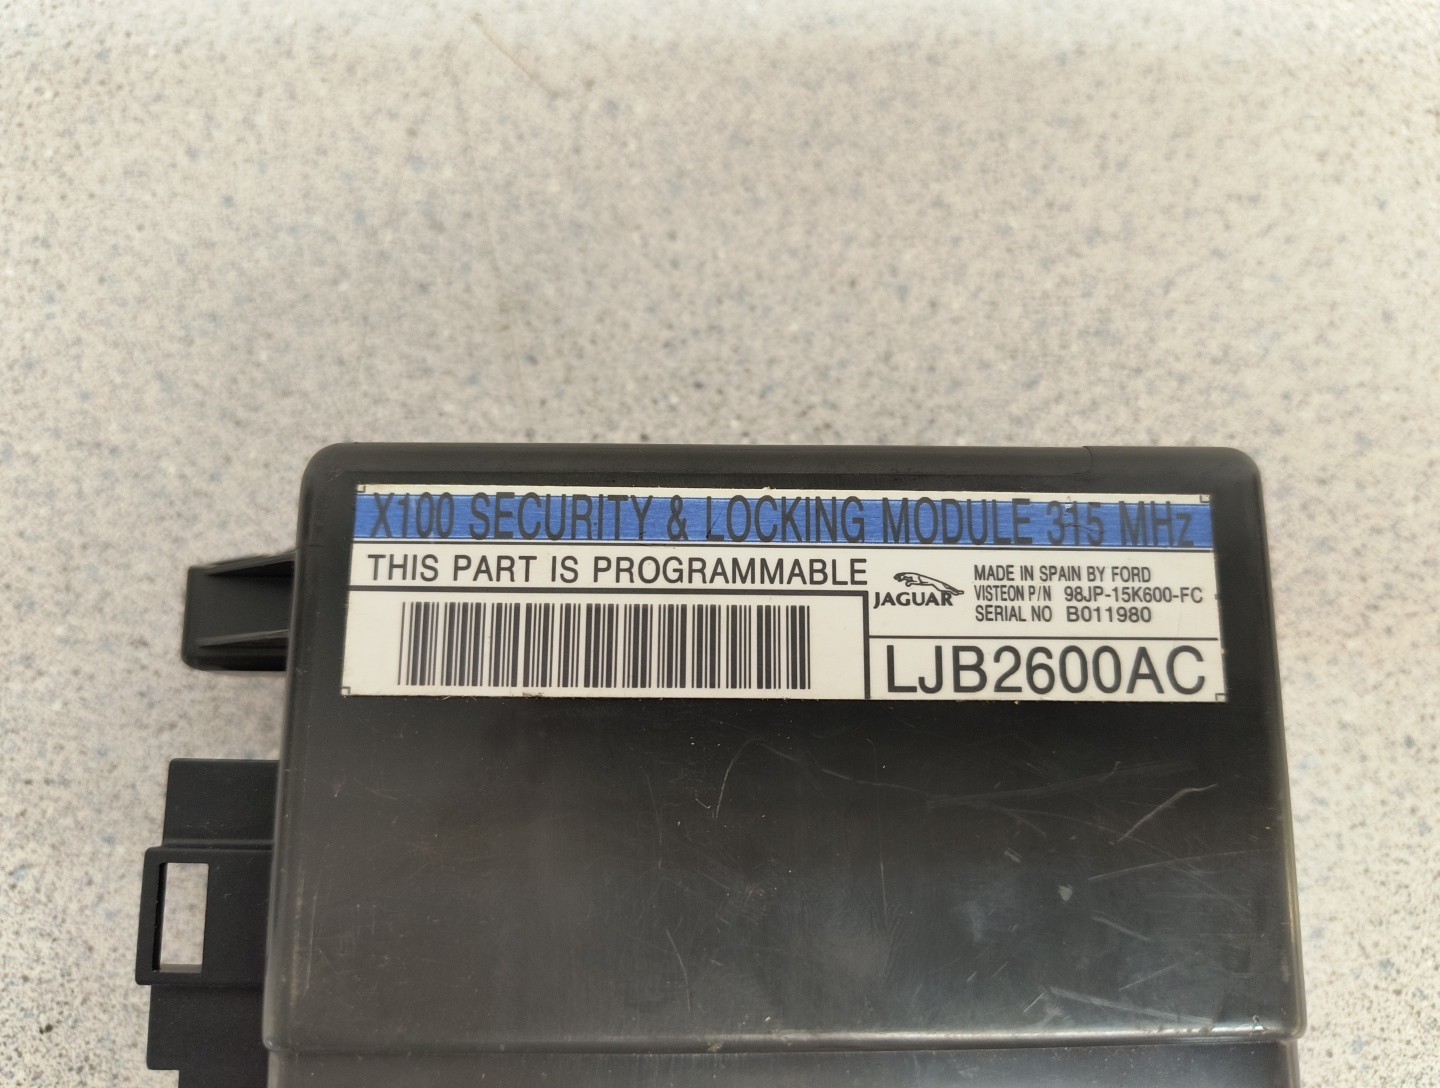 X100 SECURITY & LOCKING MODULE 315 MHz
THIS PART IS PROGRAMMABLE
JAGUAR
MADE IN SPAIN BY FORD
VISTEON P/N 98JP-15K600-FC
SERIAL NO B011980
LJB2600AC